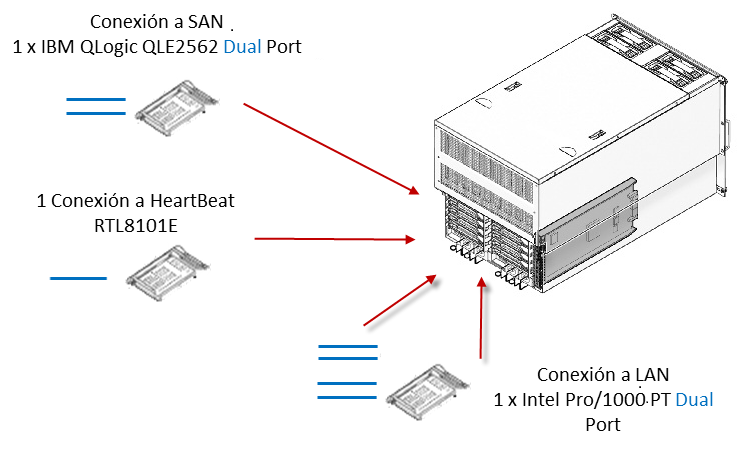 Conexión a SAN
1 x IBM QLogic QLE2562 Dual Port
1 Conexión a HeartBeat
RTL8101E
Conexión a LAN
1 x Intel Pro/1000 PT Dual
Port